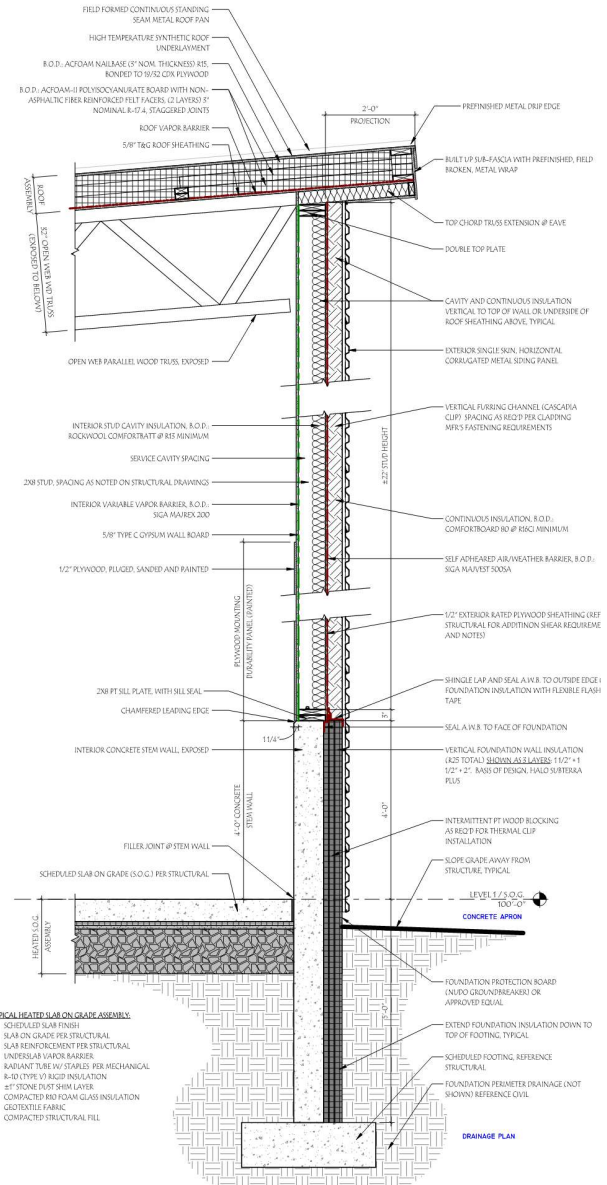 FIELD FORMED CONTINUOUS STANDING
SEAM METAL ROOF PAN
HIGH TEMPERATURE SYNTHETIC ROOF
UNDERLAYMENT
B.O.D.: ACFOAM NAILBASE (3" NOM. THICKNESS) R15,
BONDED TO 19/32 CDX PLYWOOD
B.O.D.: ACFOAM-II POLYISOCYANURATE BOARD WITH NON-
ASPHALTIC FIBER REINFORCED FELT FACERS, (2 LAYERS) 3"
NOMINAL R-17.4, STAGGERED JOINTS
ROOF VAPOR BARRIER
5/8" T&G ROOF SHEATHING
2'-0"
PROJECTION
PREFINISHED METAL DRIP EDGE
BUILT UP SUB-FASCIA WITH PREFINISHED, FIELD
BROKEN, METAL WRAP
TOP CHORD TRUSS EXTENSION @ EAVE
DOUBLE TOP PLATE
ROOF
ASSEMBLY
32" OPEN WEB WD TRUSS
(EXPOSED TO BELOW)
OPEN WEB PARALLEL WOOD TRUSS, EXPOSED
CAVITY AND CONTINUOUS INSULATION
VERTICAL TO TOP OF WALL OR UNDERSIDE OF
ROOF SHEATHING ABOVE, TYPICAL
EXTERIOR SINGLE SKIN, HORIZONTAL
CORRUGATED METAL SIDING PANEL
VERTICAL FURRING CHANNEL (CASCADIA
CLIP) SPACING AS REQ'D PER CLADDING
MFR'S FASTENING REQUIREMENTS
INTERIOR STUD CAVITY INSULATION, B.O.D.:
ROCKWOOL COMFORTBATT @ R15 MINIMUM
SERVICE CAVITY SPACING
2X8 STUD, SPACING AS NOTED ON STRUCTURAL DRAWINGS
INTERIOR VARIABLE VAPOR BARRIER, B.O.D.:
SIGA MAJREX 200
5/8" TYPE C GYPSUM WALL BOARD
1/2" PLYWOOD, PLUGED, SANDED AND PAINTED
±22' STUD HEIGHT
CONTINUOUS INSULATION, B.O.D.:
COMFORTBOARD 80 @ R16CI MINIMUM
SELF ADHEARED AIR/WEATHER BARRIER, B.O.D.:
SIGA MAJVEST 500SA
PLYWOOD MOUNTING
DURABILITY PANEL (PAINTED)
1/2" EXTERIOR RATED PLYWOOD SHEATHING (REF
STRUCTURAL FOR ADDITINON SHEAR REQUIREME
AND NOTES)
2X8 PT SILL PLATE, WITH SILL SEAL
CHAMFERED LEADING EDGE
1 1/4"
3"
SHINGLE LAP AND SEAL A.W.B. TO OUTSIDE EDGE
FOUNDATION INSULATION WITH FLEXIBLE FLASH
TAPE
SEAL A.W.B. TO FACE OF FOUNDATION
INTERIOR CONCRETE STEM WALL, EXPOSED
VERTICAL FOUNDATION WALL INSULATION
(R25 TOTAL) SHOWN AS 3 LAYERS: 1 1/2" + 1
1/2" + 2". BASIS OF DESIGN, HALO SUBTERRA
PLUS
4'-0" CONCRETE
STEM WALL
4'-0"
INTERMITTENT PT WOOD BLOCKING
AS REQ'D FOR THERMAL CLIP
INSTALLATION
FILLER JOINT @ STEM WALL
SCHEDULED SLAB ON GRADE (S.O.G.) PER STRUCTURAL
SLOPE GRADE AWAY FROM
STRUCTURE, TYPICAL
LEVEL 1 / S.O.G.
100'-0"
CONCRETE APRON
HEATED S.O.G.
ASSEMBLY
FOUNDATION PROTECTION BOARD
(NUDO GROUNDBREAKER) OR
APPROVED EQUAL
EXTEND FOUNDATION INSULATION DOWN TO
TOP OF FOOTING, TYPICAL
SCHEDULED FOOTING, REFERENCE
STRUCTURAL
FOUNDATION PERIMETER DRAINAGE (NOT
SHOWN) REFERENCE CIVIL
DRAINAGE PLAN
PICAL HEATED SLAB ON GRADE ASSEMBLY:
SCHEDULED SLAB FINISH
SLAB ON GRADE PER STRUCTURAL
SLAB REINFORCEMENT PER STRUCTURAL
UNDERSLAB VAPOR BARRIER
RADIANT TUBE W/ STAPLES PER MECHANICAL
R-10 (TYPE V) RIGID INSULATION
±1" STONE DUST SHIM LAYER
COMPACTED R10 FOAM GLASS INSULATION
GEOTEXTILE FABRIC
COMPACTED STRUCTURAL FILL